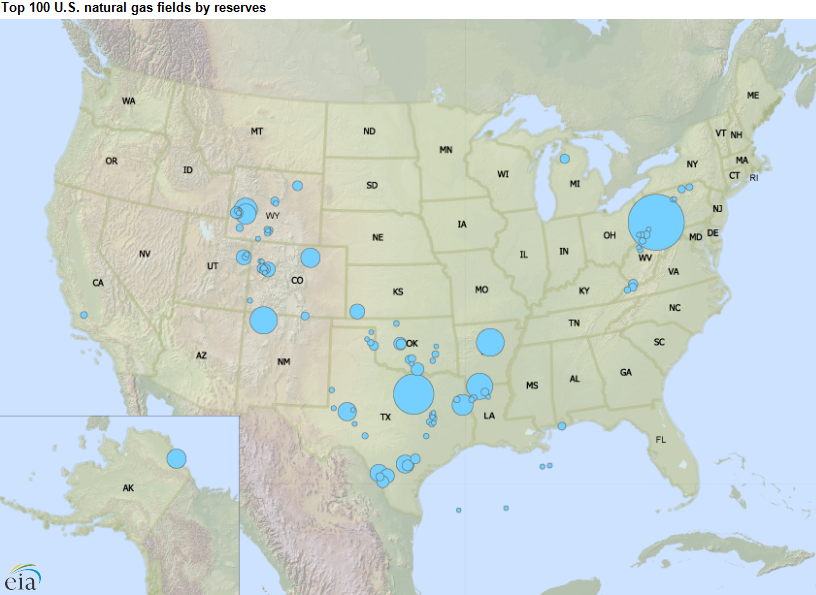 Top 100 U.S. natural gas fields by reserves
WA
MT
ND
MN
ME
OR
ID
SD
WI
MI
VT
NH
NY
MA
CT
RI
WY
NE
IA
NJ
NV
UT
CO
IL
IN
OH
MD
DE
WV
CA
KS
MO
KY
VA
AZ
NM
OK
TN
NC
SC
TX
LA
MS
AL
GA
FL
AK
eia